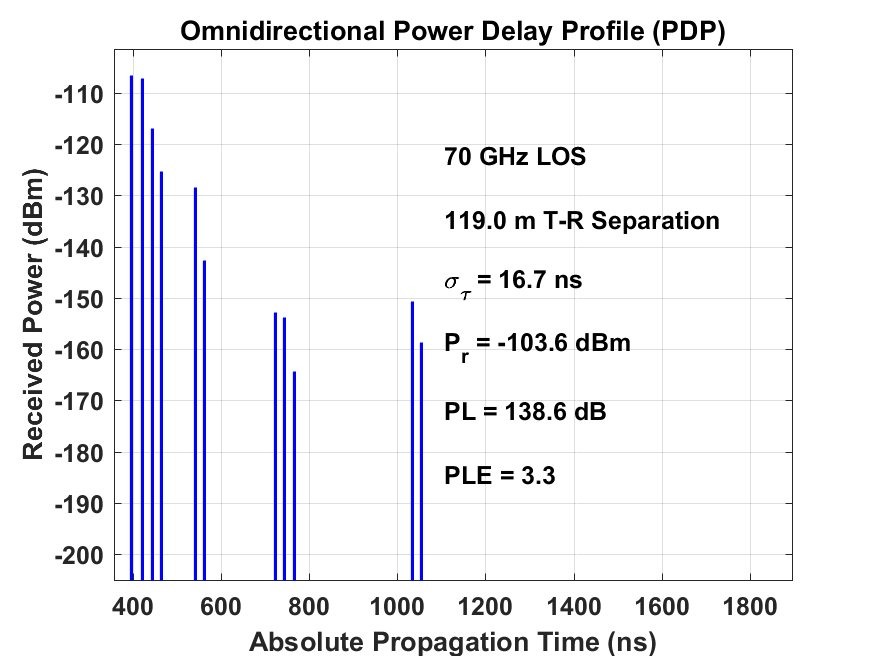 Omnidirectional Power Delay Profile (PDP)
Received Power (dBm)
-110
-120
-130
-140
-150
-160
-170
-180
-190
-200
70 GHz LOS
119.0 m T-R Separation
σ_τ = 16.7 ns
P_r = -103.6 dBm
PL = 138.6 dB
PLE = 3.3
400 600 800 1000 1200 1400 1600 1800
Absolute Propagation Time (ns)